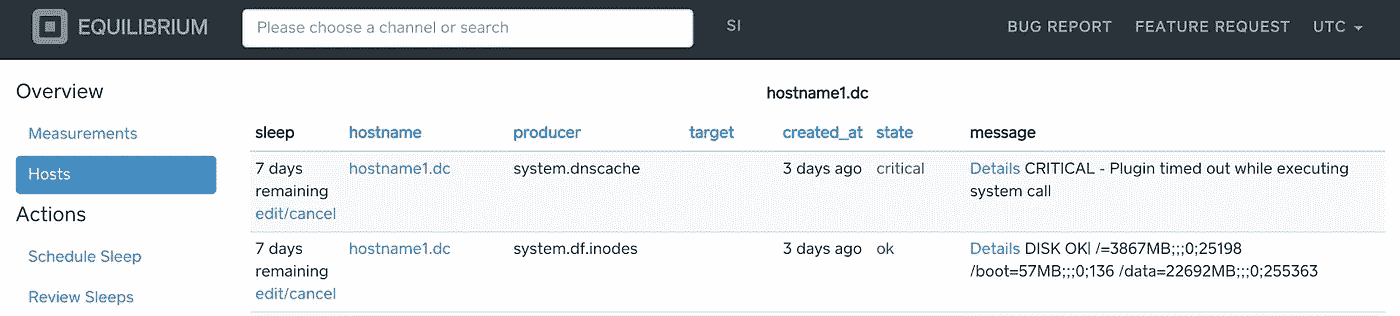 EQUILIBRIUM Please choose a channel or search SI BUG REPORT FEATURE REQUEST UTC
Overview
Measurements
Hosts
Actions
Schedule Sleep
Review Sleeps
hostname1.dc
sleep hostname producer target created_at state message
7 days hostname1.dc system.dnscache 3 days ago critical Details CRITICAL - Plugin timed out while executing
remaining system call
edit/cancel
7 days hostname1.dc system.df.inodes 3 days ago ok Details DISK OK| /=3867MB;;;0;25198
remaining /boot=57MB;;;0;136 /data=22692MB;;;0;255363
edit/cancel